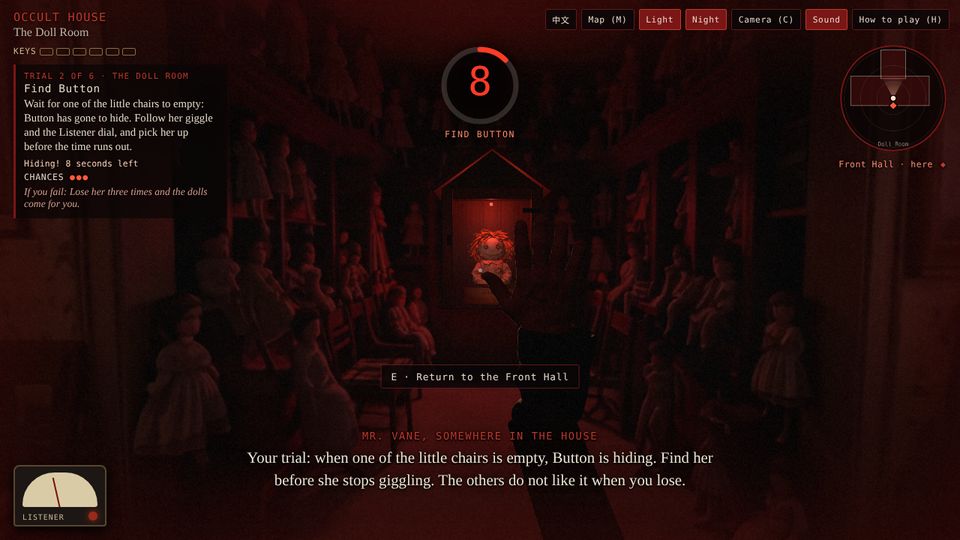 OCCULT HOUSE
The Doll Room
KEYS
TRIAL 2 OF 6 · THE DOLL ROOM
Find Button
Wait for one of the little chairs to empty:
Button has gone to hide. Follow her giggle
and the Listener dial, and pick her up
before the time runs out.
Hiding! 8 seconds left
CHANCES
If you fail: Lose her three times and the dolls
come for you.
8
FIND BUTTON
中文
Map (M)
Light
Night
Camera (C)
Sound
How to play (H)
Doll Room
Front Hall · here
E · Return to the Front Hall
MR. VANE, SOMEWHERE IN THE HOUSE
Your trial: when one of the little chairs is empty, Button is hiding. Find her
before she stops giggling. The others do not like it when you lose.
LISTENER